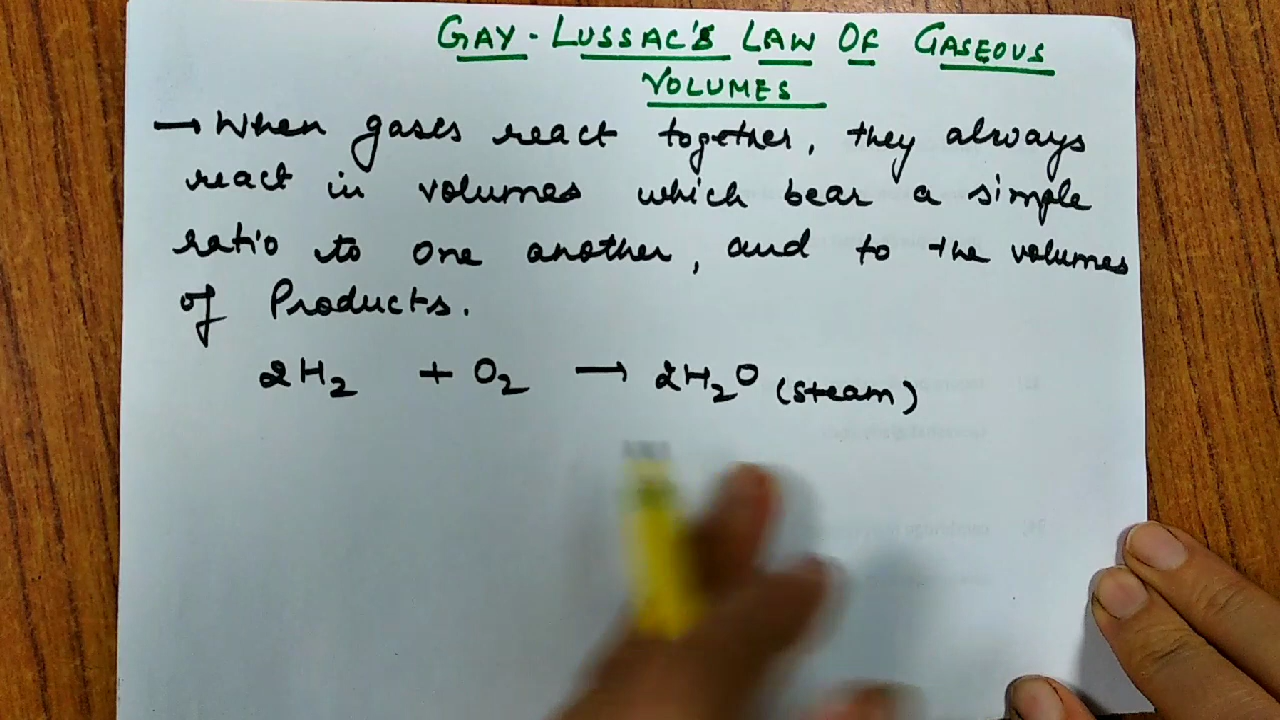 GAY-LUSSAC'S LAW OF GASEOUS
VOLUMES
→ When gases react together, they always
react in volumes which bear a simple
ratio to one another, and to the volumes
of Products.
2H₂ + O₂ → 2H₂O (steam)